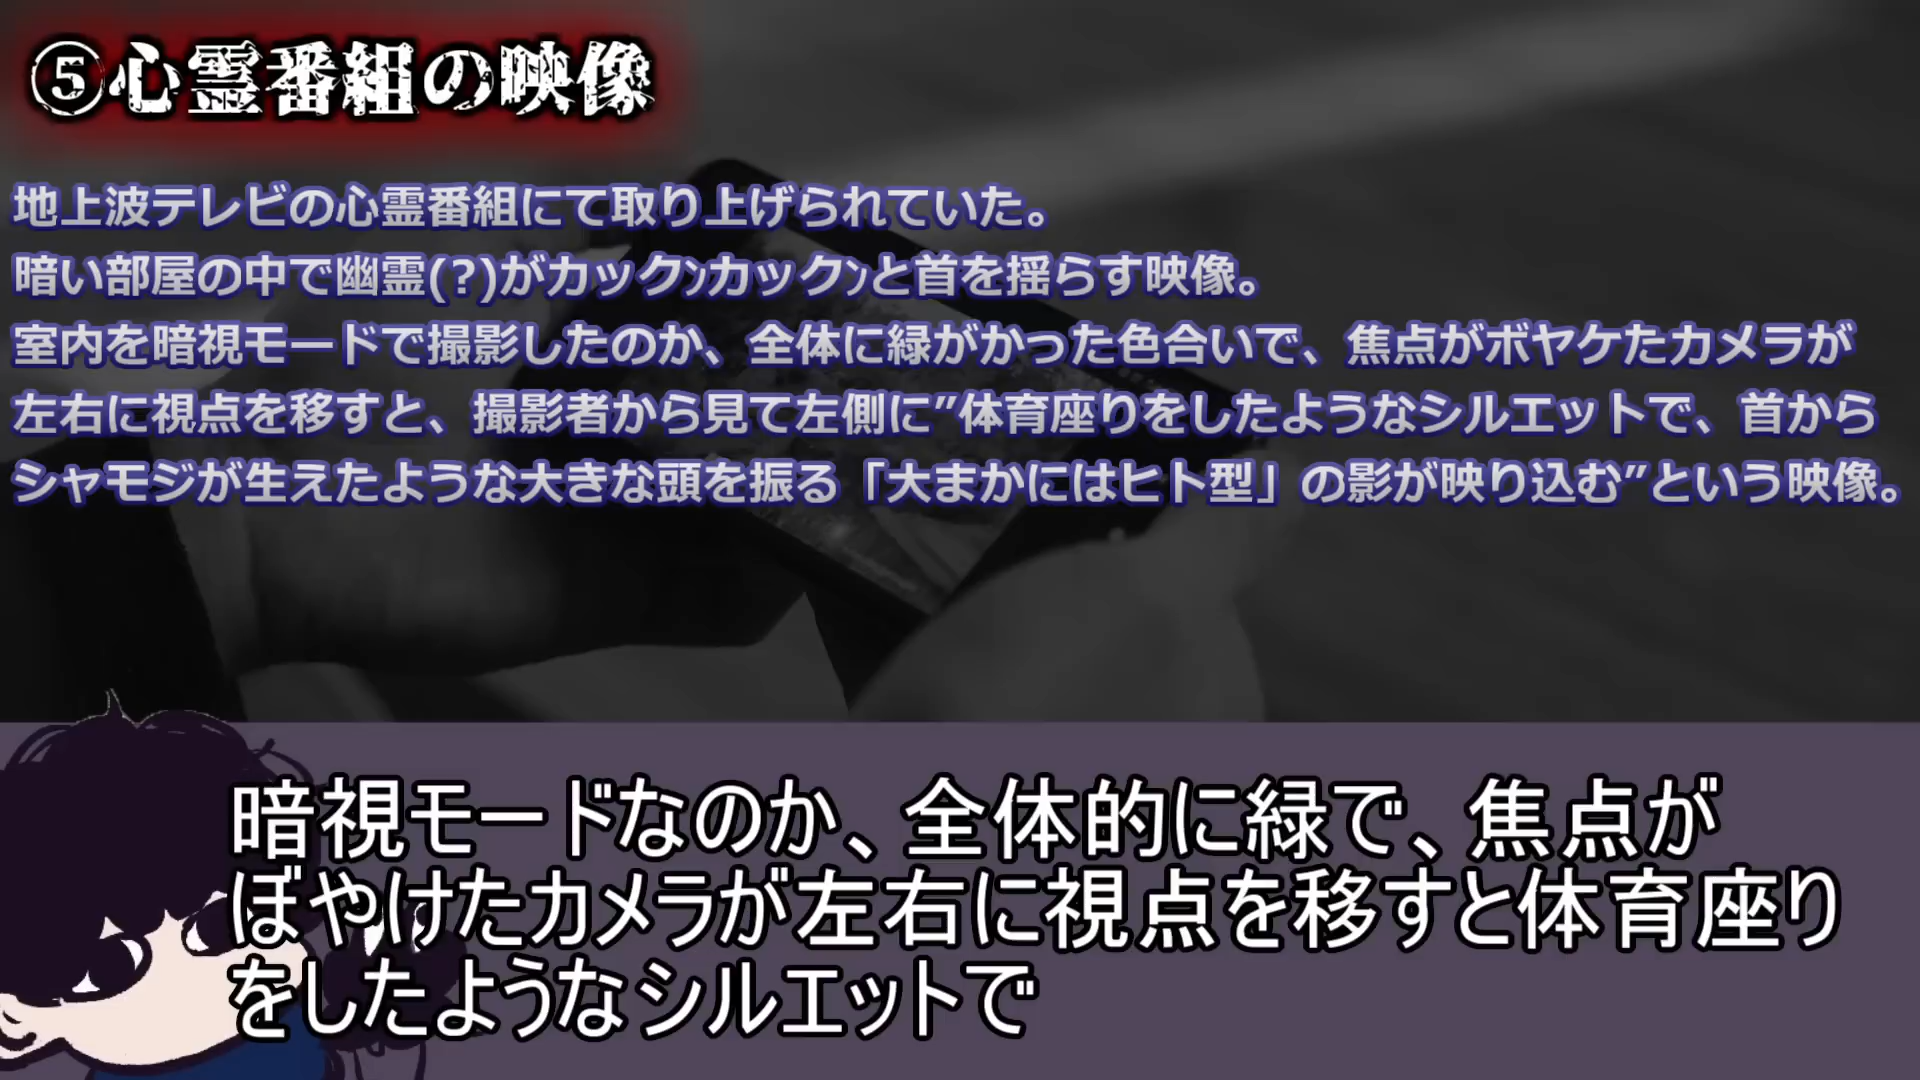 ⑤心霊番組の映像
地上波テレビの心霊番組にて取り上げられていた。
暗い部屋の中で幽霊(?)がカックﾝカックﾝと首を揺らす映像。
室内を暗視モードで撮影したのか、全体に緑がかった色合いで、焦点がボヤケたカメラが
左右に視点を移すと、撮影者から見て左側に”体育座りをしたようなシルエットで、首から
シャモジが生えたような大きな頭を振る「大まかにはヒト型」の影が映り込む”という映像。
暗視モードなのか、全体的に緑で、焦点が
ぼやけたカメラが左右に視点を移すと体育座り
をしたようなシルエットで